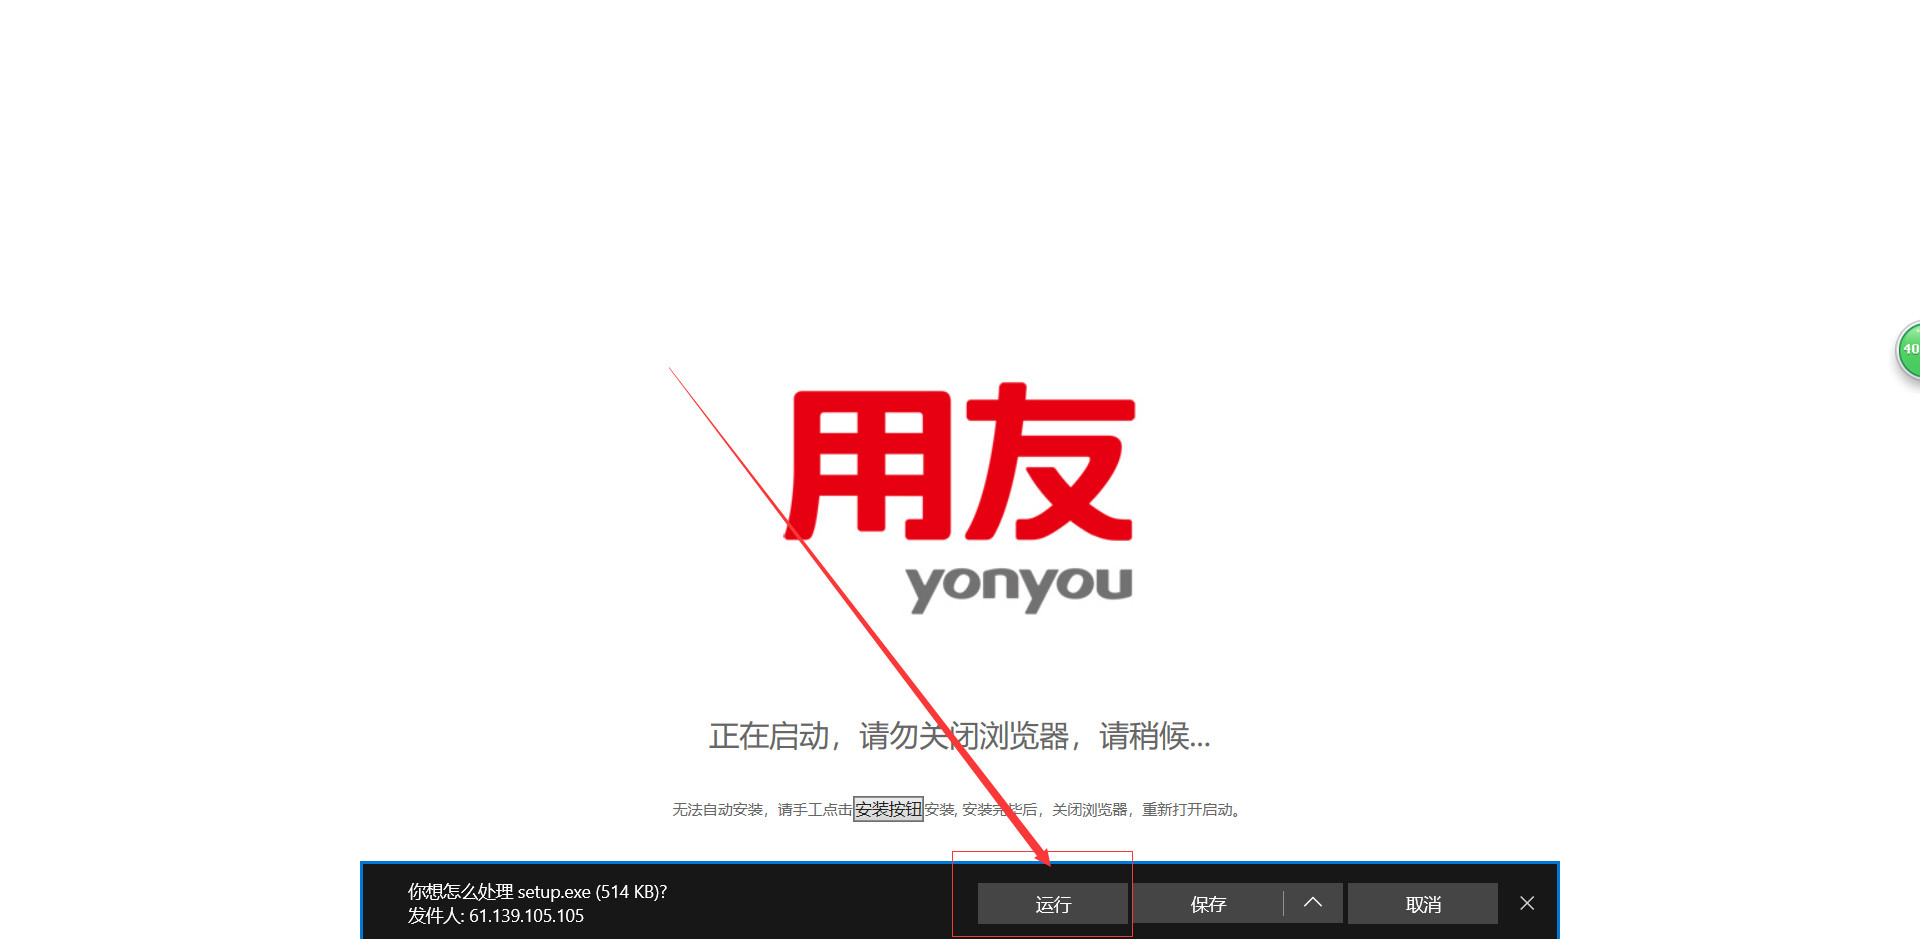 40
用友
yonyou
正在启动，请勿关闭浏览器，请稍候...
无法自动安装，请手工点击安装按钮安装, 安装完毕后，关闭浏览器，重新打开启动。
你想怎么处理 setup.exe (514 KB)?
发件人: 61.139.105.105
运行
保存
取消